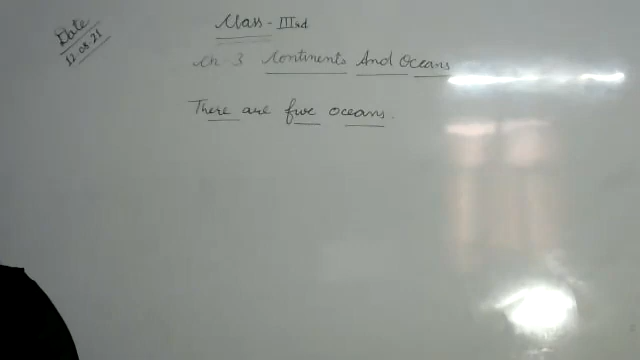 Date
12.08.21
Class - IIIrd
Ch - 3 Continents And Oceans
There are five oceans.